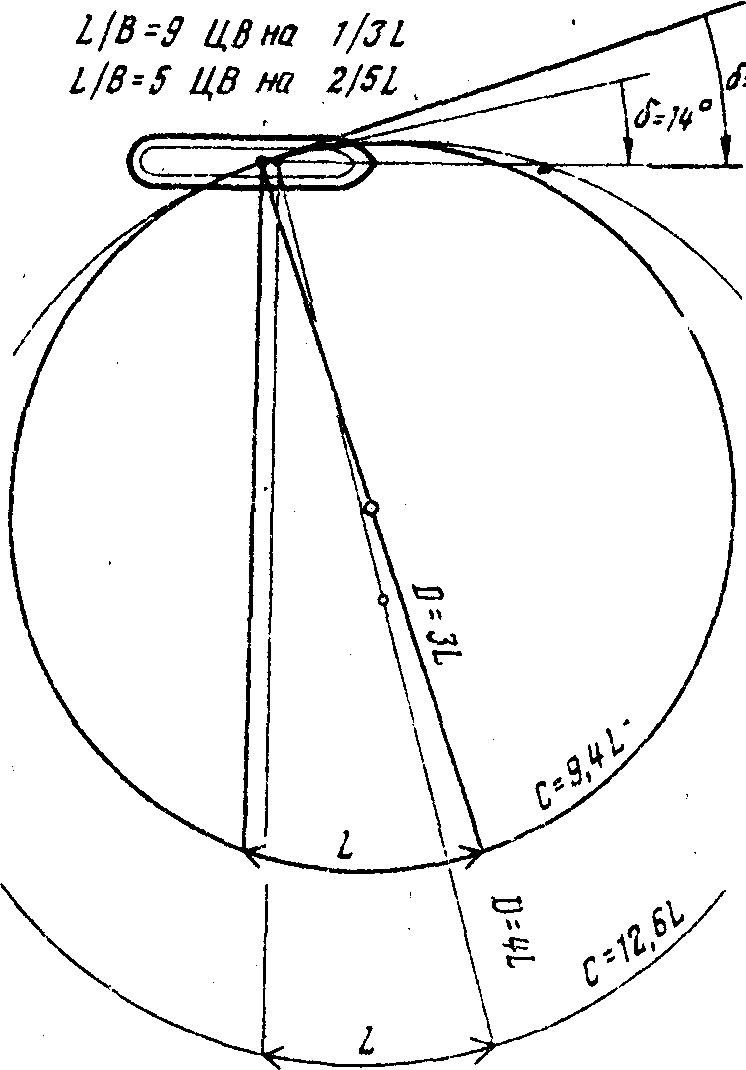 L/B=9 ЦВ на 1/3L
L/B=5 ЦВ на 2/5L
δ=
δ=14°
D=3L
C=9,4L
L
D=4L
C=12,6L
L